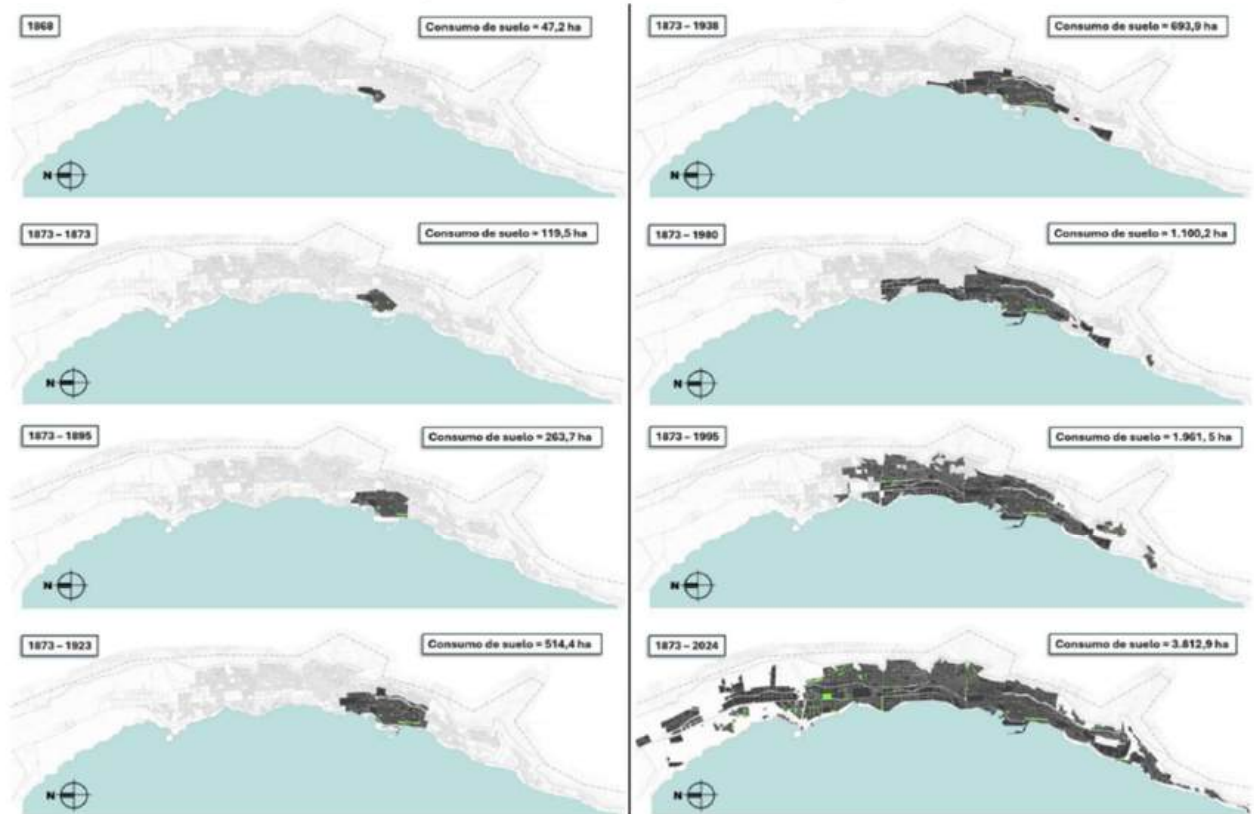 1868
Consumo de suelo = 47,2 ha
N
1873 – 1873
Consumo de suelo = 119,5 ha
N
1873 – 1895
Consumo de suelo = 263,7 ha
N
1873 – 1923
Consumo de suelo = 514,4 ha
N
1873 – 1938
Consumo de suelo = 693,9 ha
N
1873 – 1980
Consumo de suelo = 1.100,2 ha
N
1873 – 1995
Consumo de suelo = 1.961, 5 ha
N
1873 – 2024
Consumo de suelo = 3.812,9 ha
N